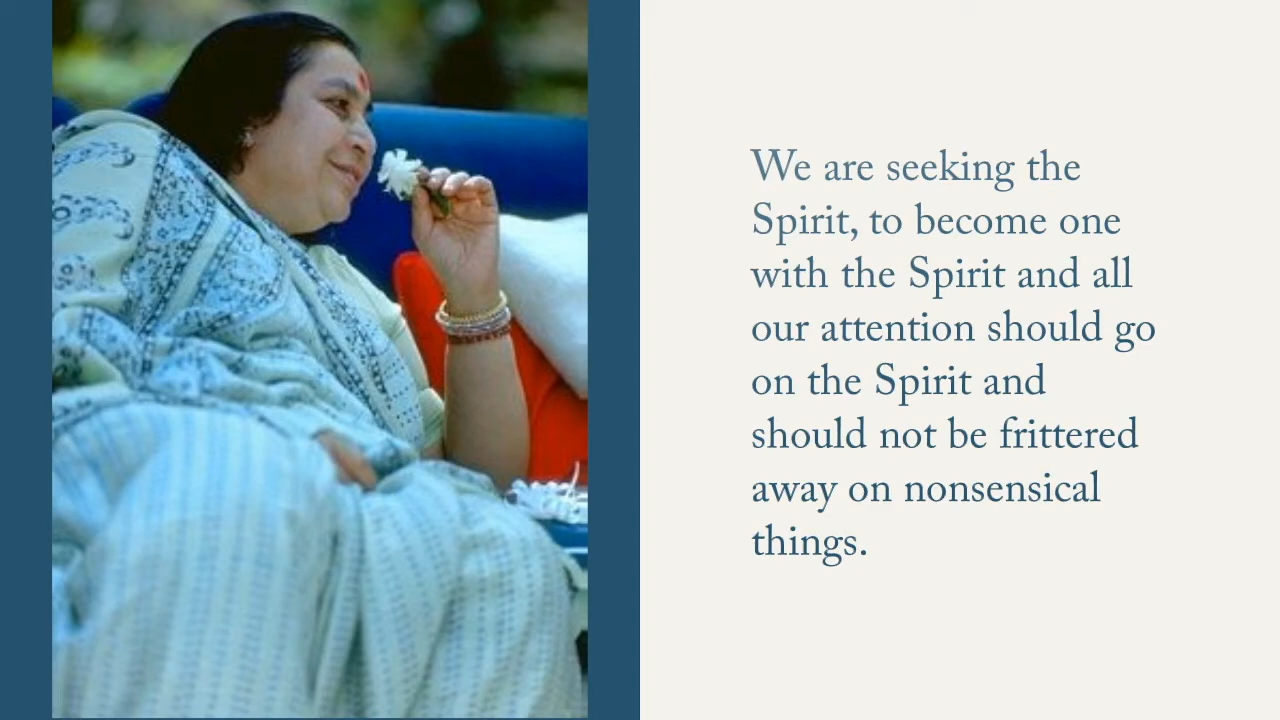 We are seeking the
Spirit, to become one
with the Spirit and all
our attention should go
on the Spirit and
should not be frittered
away on nonsensical
things.